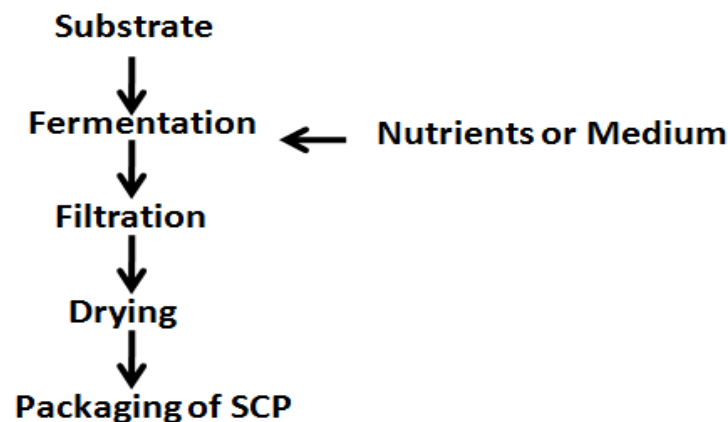 Substrate
Fermentation
Nutrients or Medium
Filtration
Drying
Packaging of SCP